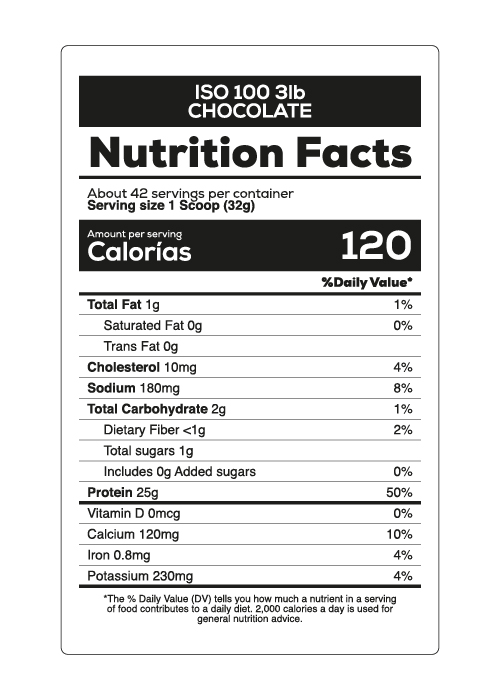 ISO 100 3lb
CHOCOLATE
Nutrition Facts
About 42 servings per container
Serving size 1 Scoop (32g)
Amount per serving
Calorías 120
%Daily Value*
Total Fat 1g 1%
Saturated Fat 0g 0%
Trans Fat 0g
Cholesterol 10mg 4%
Sodium 180mg 8%
Total Carbohydrate 2g 1%
Dietary Fiber <1g 2%
Total sugars 1g
Includes 0g Added sugars 0%
Protein 25g 50%
Vitamin D 0mcg 0%
Calcium 120mg 10%
Iron 0.8mg 4%
Potassium 230mg 4%
*The % Daily Value (DV) tells you how much a nutrient in a serving
of food contributes to a daily diet. 2,000 calories a day is used for
general nutrition advice.